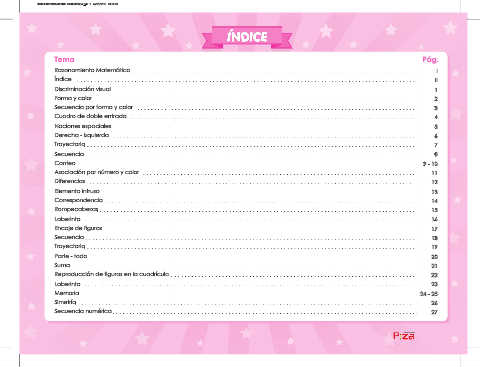 ÍNDICE
Tema Pág.
Razonamiento Matemático I
Índice II
Discriminación visual 1
Forma y color 2
Secuencia por forma y color 3
Cuadro de doble entrada 4
Nociones espaciales 5
Derecha - Izquierda 6
Trayectoria 7
Secuencia 8
Conteo 9 - 10
Asociación por número y color 11
Diferencias 12
Elemento intruso 13
Correspondencia 14
Rompecabezas 15
Laberinto 16
Encaje de figuras 17
Secuencia 18
Trayectoria 19
Parte - todo 20
Suma 21
Reproducción de figuras en la cuadrícula 22
Laberinto 23
Memoria 24 - 25
Simetría 26
Secuencia numérica 27